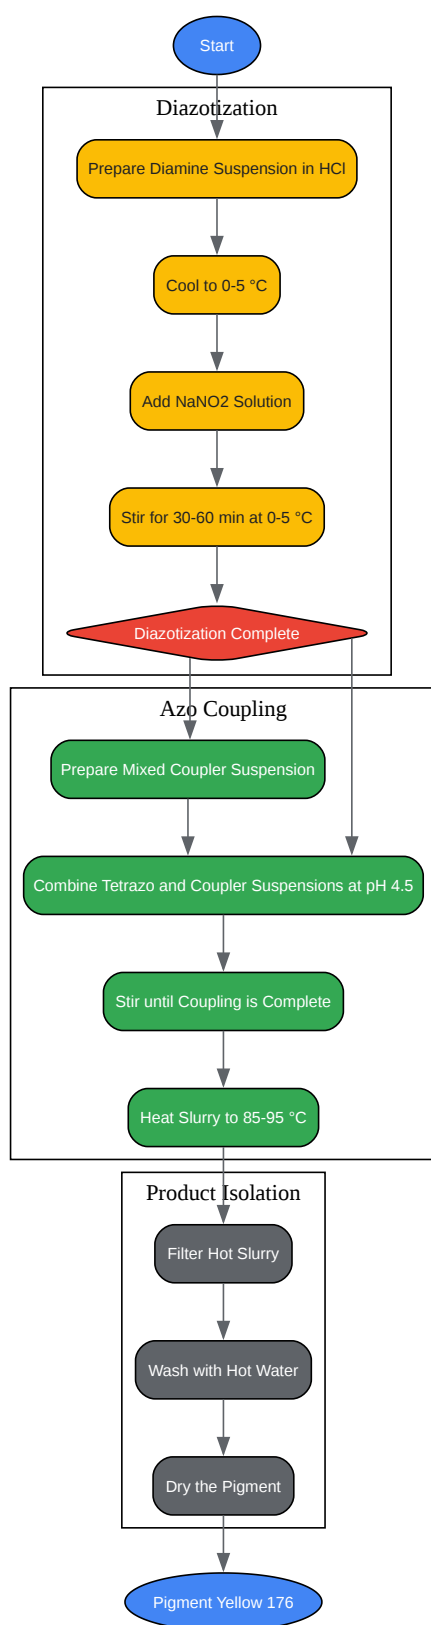 Start
Diazotization
Prepare Diamine Suspension in HCl
Cool to 0-5 °C
Add NaNO2 Solution
Stir for 30-60 min at 0-5 °C
Diazotization Complete
Azo Coupling
Prepare Mixed Coupler Suspension
Combine Tetrazo and Coupler Suspensions at pH 4.5
Stir until Coupling is Complete
Heat Slurry to 85-95 °C
Product Isolation
Filter Hot Slurry
Wash with Hot Water
Dry the Pigment
Pigment Yellow 176